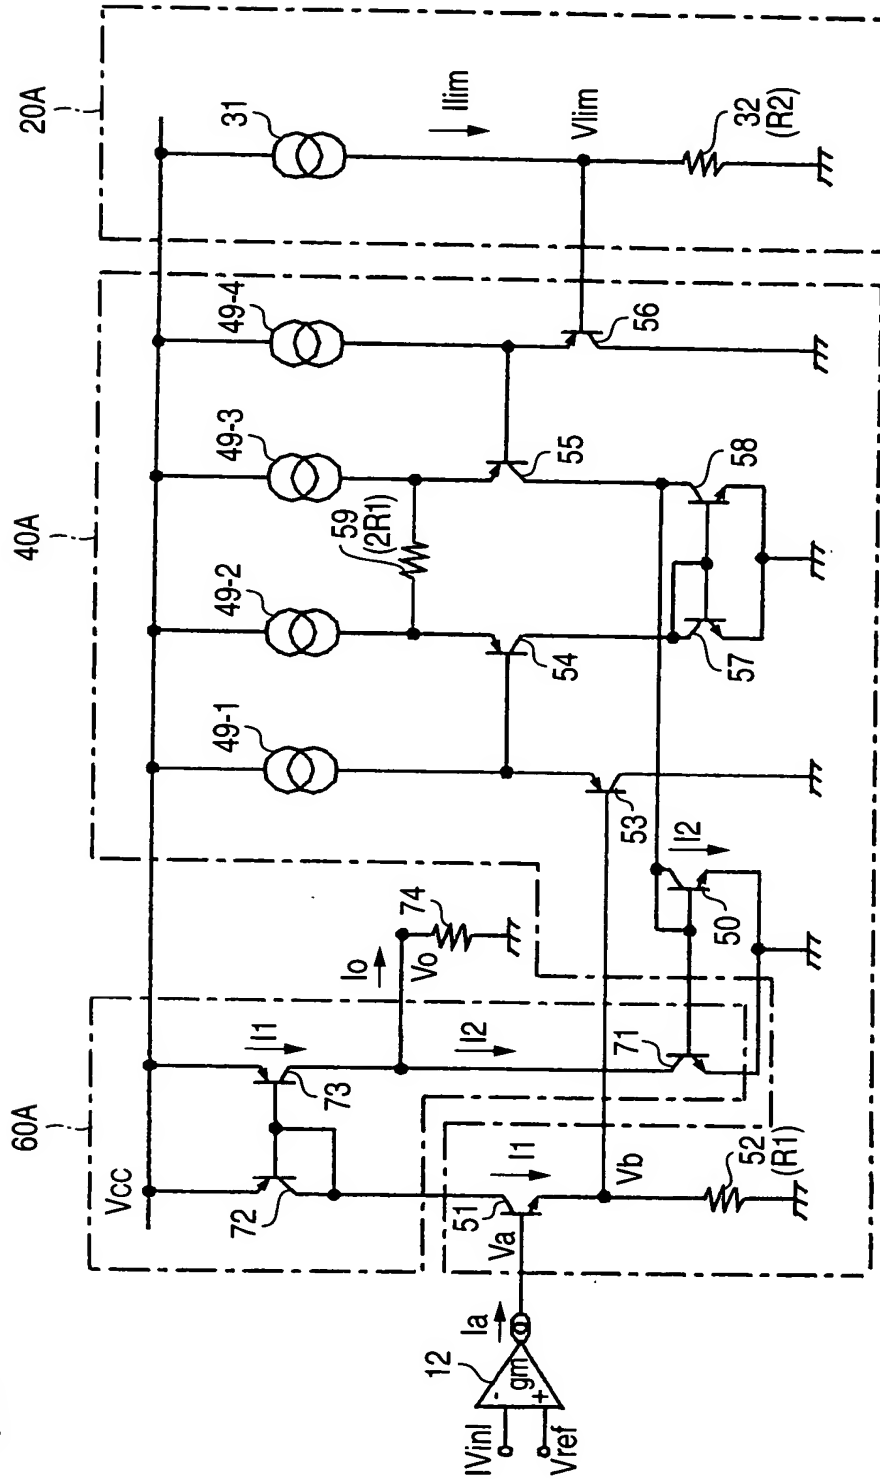 60A
40A
20A
Vcc
49-1
49-2
49-3
49-4
31
Ilim
59
(2R1)
I1
Io
74
72
73
Vo
I2
54
55
56
Vlim
32
(R2)
12
Ia
Va
51
I1
71
53
I2
50
57
58
IVinI
Vref
-
+
gm
Vb
52
(R1)